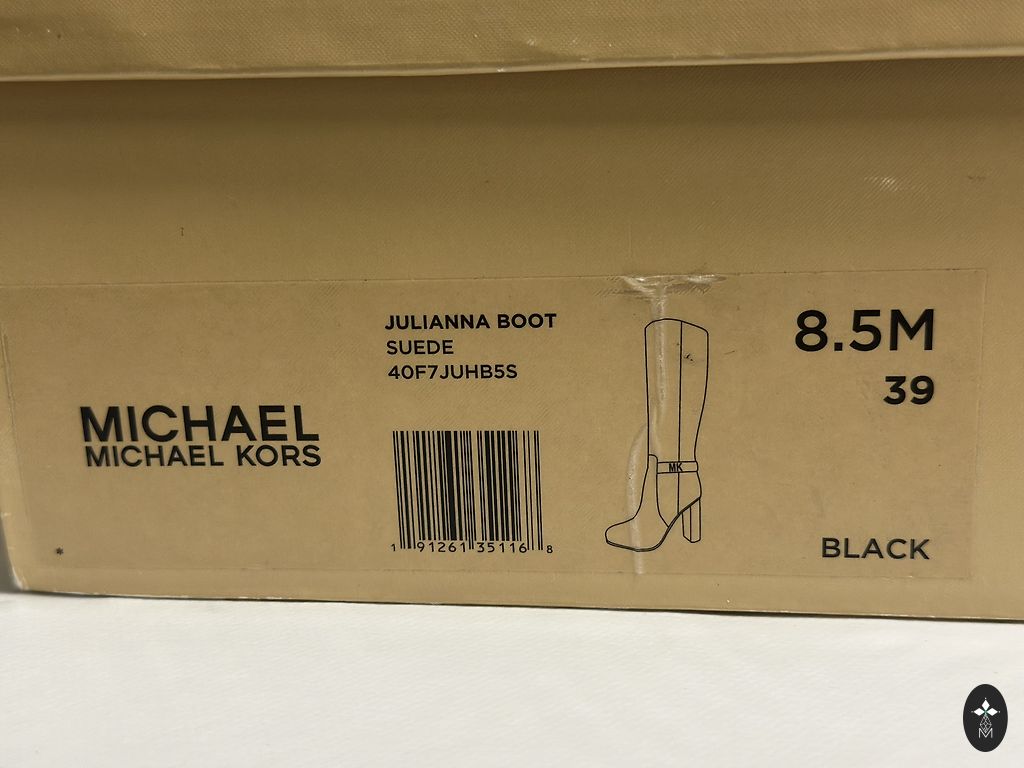 MICHAEL
MICHAEL KORS
*
JULIANNA BOOT
SUEDE
40F7JUHB5S
1 91261 35116 8
MK
8.5M
39
BLACK
M